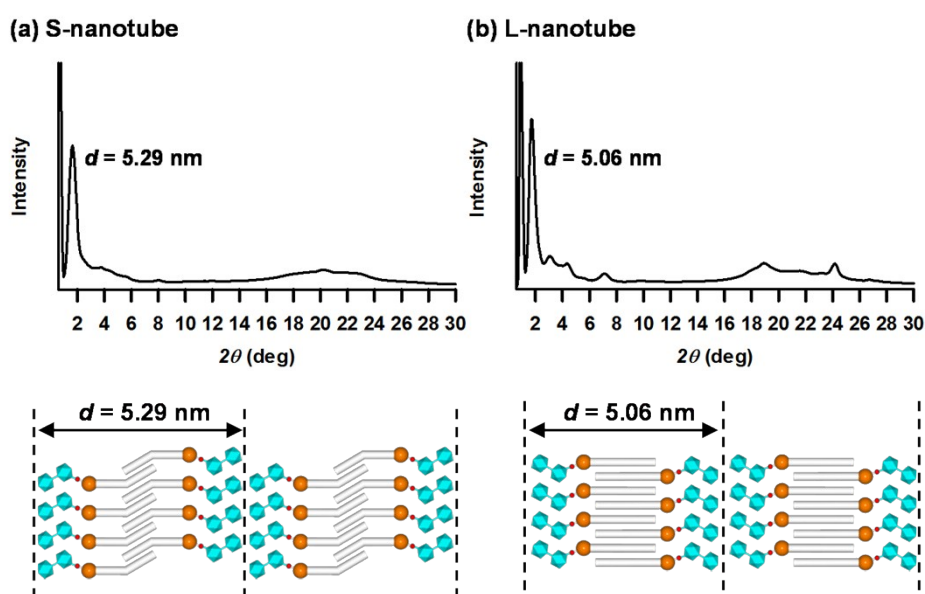 (a) S-nanotube
Intensity
d = 5.29 nm
2 4 6 8 10 12 14 16 18 20 22 24 26 28 30
2θ (deg)
d = 5.29 nm
(b) L-nanotube
Intensity
d = 5.06 nm
2 4 6 8 10 12 14 16 18 20 22 24 26 28 30
2θ (deg)
d = 5.06 nm